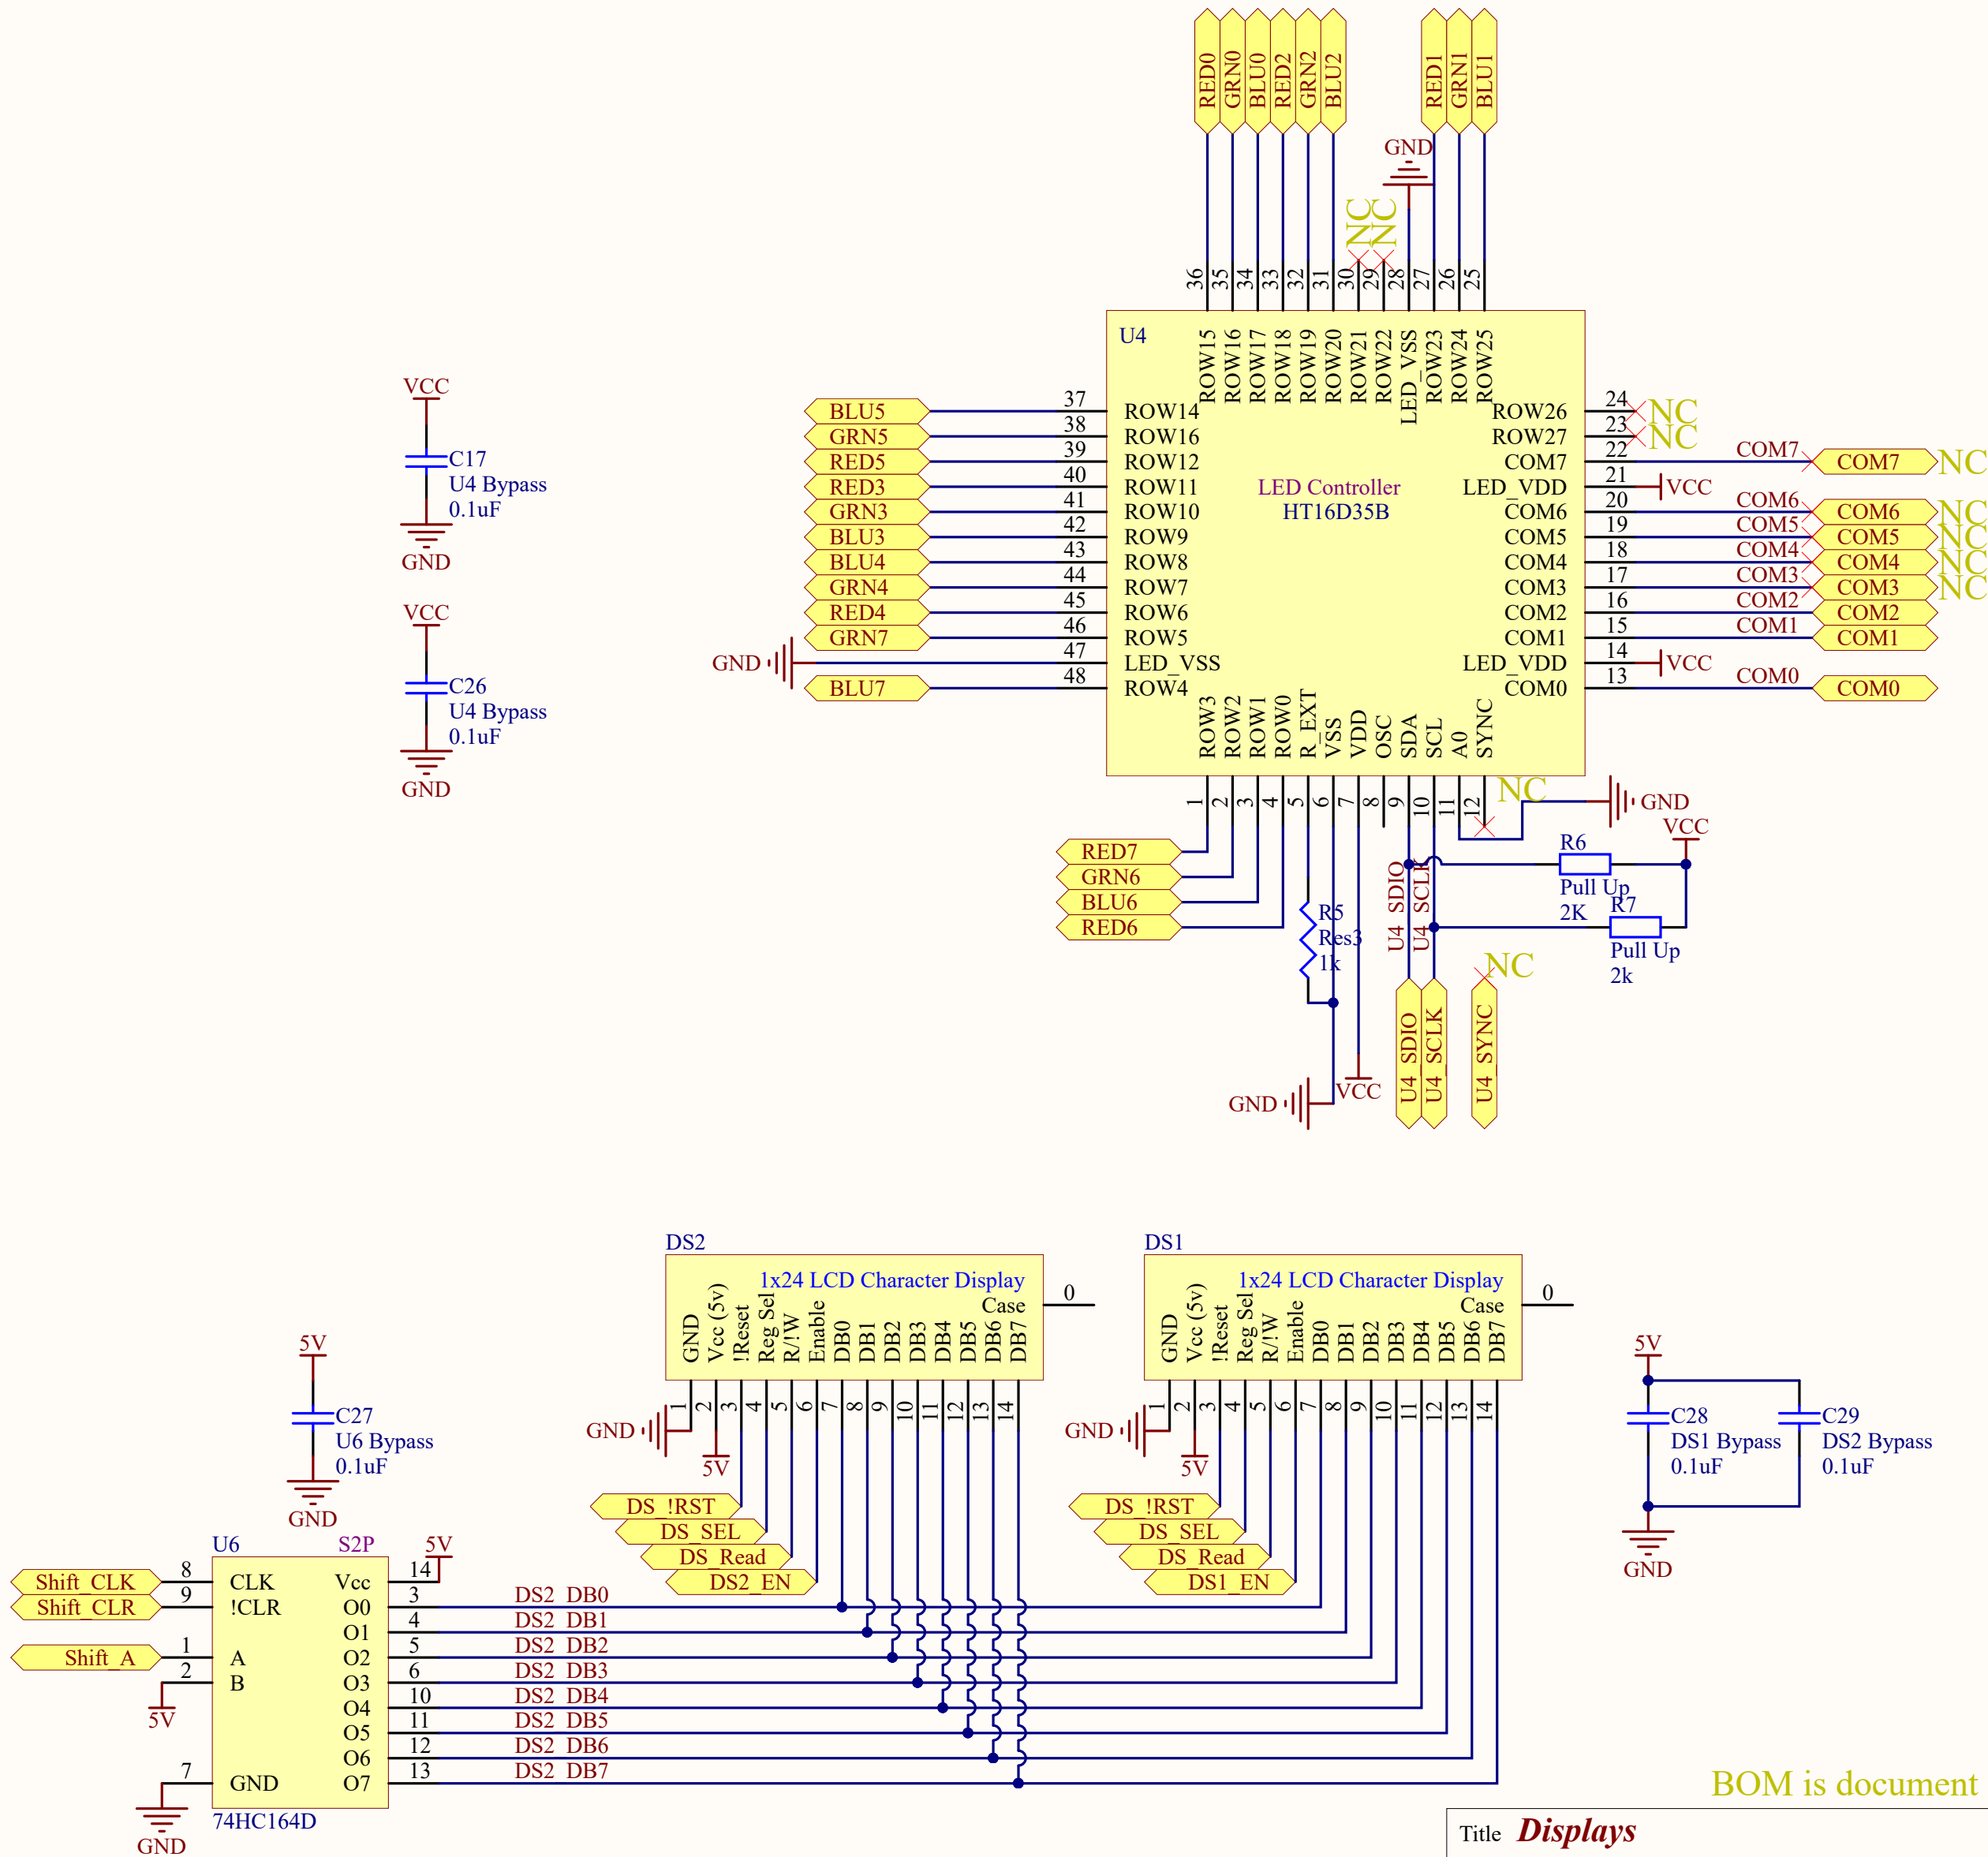 RED0
GRN0
BLU0
RED2
GRN2
BLU2
RED1
GRN1
BLU1
GND
NC
NC
36
35
34
33
32
31
30
29
28
27
26
25
U4
ROW15
ROW16
ROW17
ROW18
ROW19
ROW20
ROW21
ROW22
LED_VSS
ROW23
ROW24
ROW25
LED Controller
HT16D35B
BLU5 37 ROW14
GRN5 38 ROW16
RED5 39 ROW12
RED3 40 ROW11
GRN3 41 ROW10
BLU3 42 ROW9
BLU4 43 ROW8
GRN4 44 ROW7
RED4 45 ROW6
GRN7 46 ROW5
GND 47 LED_VSS
BLU7 48 ROW4
ROW26 24 NC
ROW27 23 NC
COM7 22 COM7 COM7 NC
LED_VDD 21 VCC
COM6 20 COM6 COM6 NC
COM5 19 COM5 COM5 NC
COM4 18 COM4 COM4 NC
COM3 17 COM3 COM3 NC
COM2 16 COM2 COM2
COM1 15 COM1 COM1
LED_VDD 14 VCC
COM0 13 COM0 COM0
ROW3
ROW2
ROW1
ROW0
R_EXT
VSS
VDD
OSC
SDA
SCL
A0
SYNC
1
2
3
4
5
6
7
8
9
10
11
12
NC
GND
VCC
RED7
GRN6
BLU6
RED6
R5
Res3
1k
R6
Pull Up
2K
R7
Pull Up
2k
U4_SDIO
U4_SCLK
NC
U4_SDIO
U4_SCLK
U4_SYNC
GND
VCC
VCC
C17
U4 Bypass
0.1uF
GND
VCC
C26
U4 Bypass
0.1uF
GND
DS2
1x24 LCD Character Display
Case
0
GND
Vcc (5v)
!Reset
Reg Sel
R/!W
Enable
DB0
DB1
DB2
DB3
DB4
DB5
DB6
DB7
1
2
3
4
5
6
7
8
9
10
11
12
13
14
GND
5V
DS_!RST
DS_SEL
DS_Read
DS2_EN
DS1
1x24 LCD Character Display
Case
0
GND
Vcc (5v)
!Reset
Reg Sel
R/!W
Enable
DB0
DB1
DB2
DB3
DB4
DB5
DB6
DB7
1
2
3
4
5
6
7
8
9
10
11
12
13
14
GND
5V
DS_!RST
DS_SEL
DS_Read
DS1_EN
5V
C28
DS1 Bypass
0.1uF
C29
DS2 Bypass
0.1uF
GND
5V
C27
U6 Bypass
0.1uF
GND
U6 S2P
5V
Shift_CLK 8 CLK
Shift_CLR 9 !CLR
Shift_A 1 A
2 B
5V
7 GND
GND
Vcc 14
O0 3 DS2_DB0
O1 4 DS2_DB1
O2 5 DS2_DB2
O3 6 DS2_DB3
O4 10 DS2_DB4
O5 11 DS2_DB5
O6 12 DS2_DB6
O7 13 DS2_DB7
74HC164D
BOM is document
Title Displays